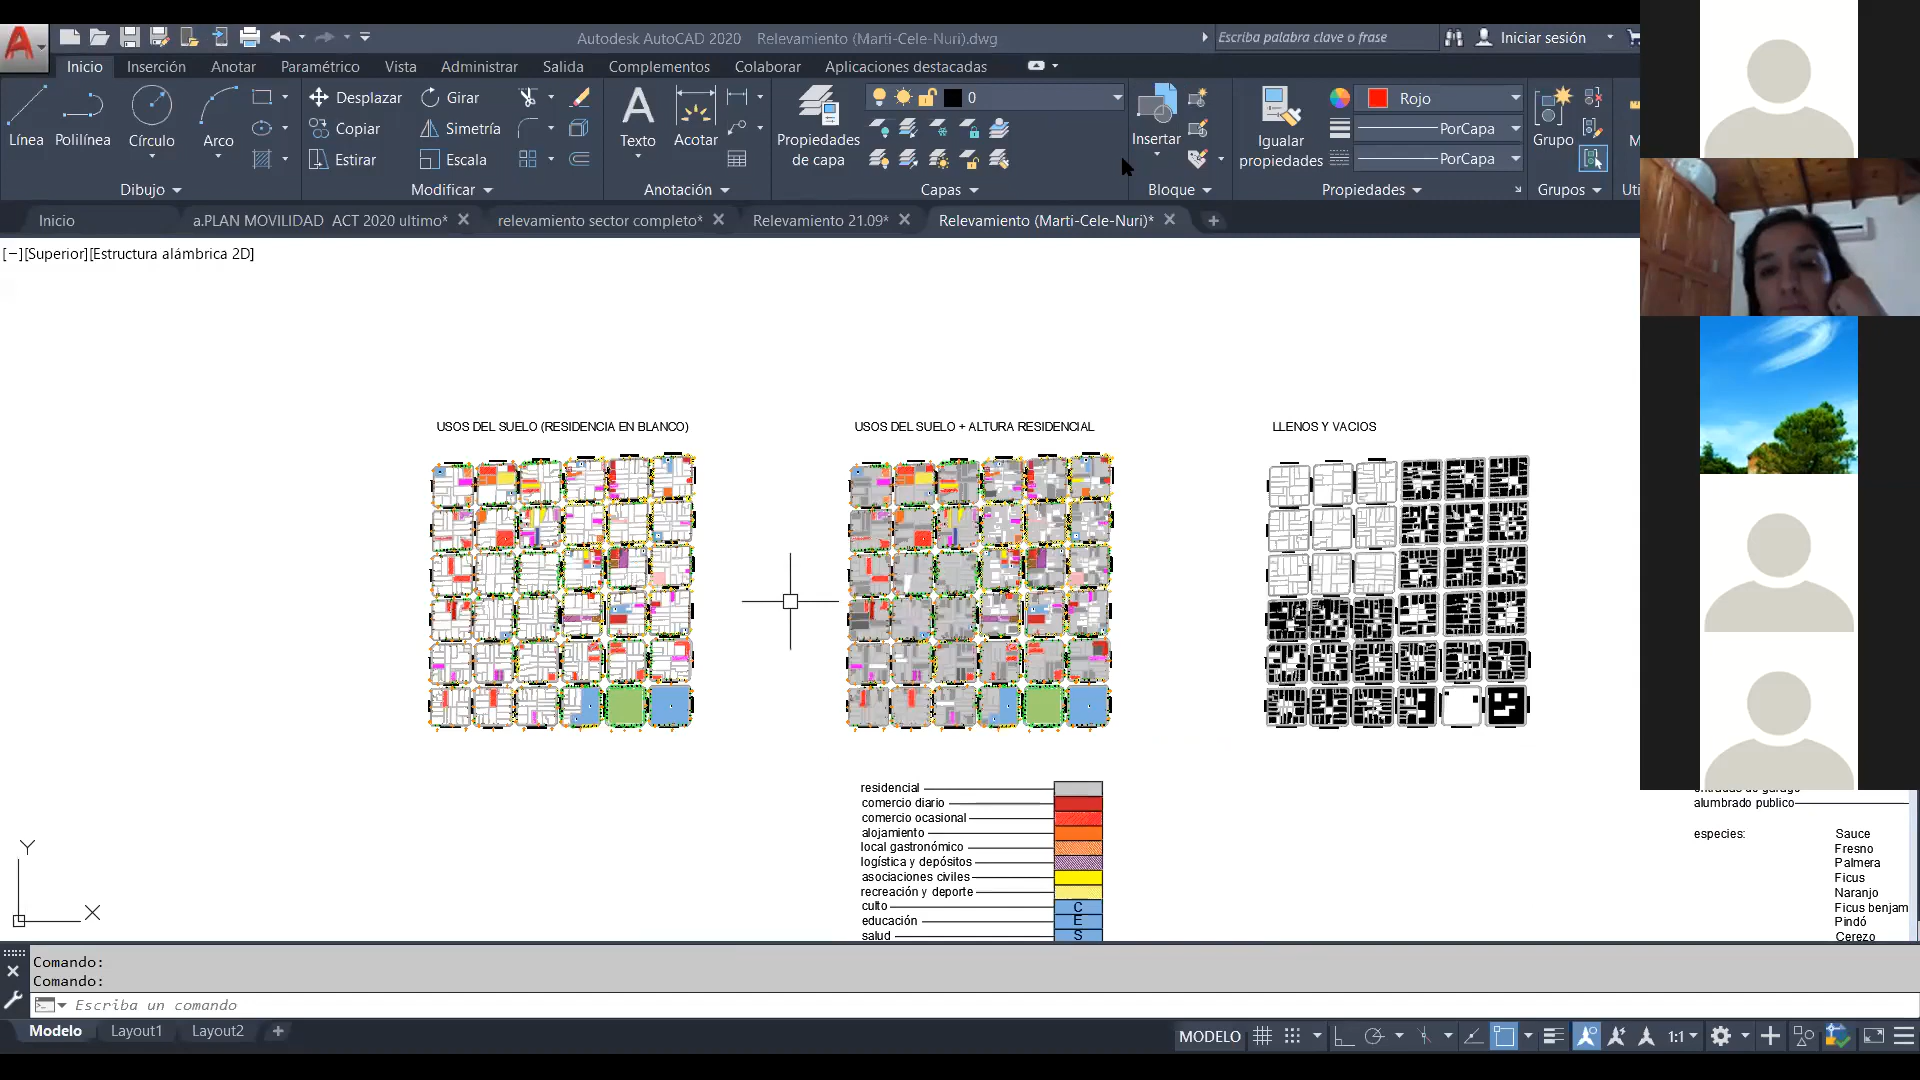 Autodesk AutoCAD 2020 Relevamiento (Marti-Cele-Nuri).dwg
Escriba palabra clave o frase
Iniciar sesión
Inicio Inserción Anotar Paramétrico Vista Administrar Salida Complementos Colaborar Aplicaciones destacadas
Línea
Polilínea
Círculo
Arco
Desplazar
Girar
Copiar
Simetría
Estirar
Escala
Texto
Acotar
Propiedades de capa
0
Insertar
Igualar propiedades
Rojo
PorCapa
PorCapa
Grupo
Dibujo
Modificar
Anotación
Capas
Bloque
Propiedades
Grupos
Inicio
a.PLAN MOVILIDAD ACT 2020 ultimo*
relevamiento sector completo*
Relevamiento 21.09*
Relevamiento (Marti-Cele-Nuri)*
[−][Superior][Estructura alámbrica 2D]
USOS DEL SUELO (RESIDENCIA EN BLANCO)
USOS DEL SUELO + ALTURA RESIDENCIAL
LLENOS Y VACIOS
residencial
comercio diario
comercio ocasional
alojamiento
local gastronómico
logística y depósitos
asociaciones civiles
recreación y deporte
culto C
educación E
salud S
alumbrado publico
especies:
Sauce
Fresno
Palmera
Ficus
Naranjo
Ficus benjam
Pindó
Cerezo
Y
X
Comando:
Comando:
Escriba un comando
Modelo Layout1 Layout2
MODELO
1:1